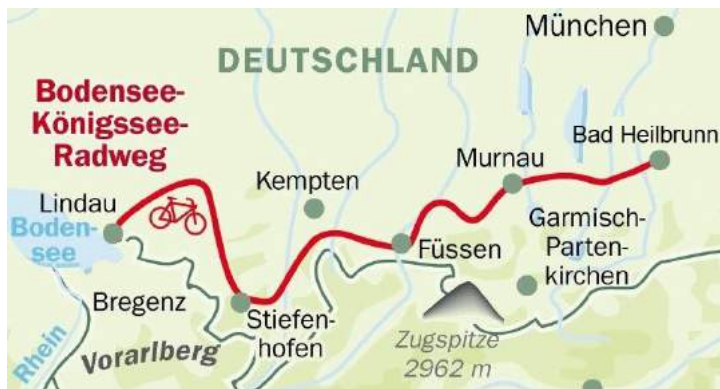 München
DEUTSCHLAND
Bodensee-
Königssee-
Radweg
Bad Heilbrunn
Murnau
Kempten
Lindau
Boden-
see
Füssen
Garmisch-
Parten-
kirchen
Bregenz
Stiefen-
hofen
Rhein
Vorarlberg
Zugspitze
2962 m